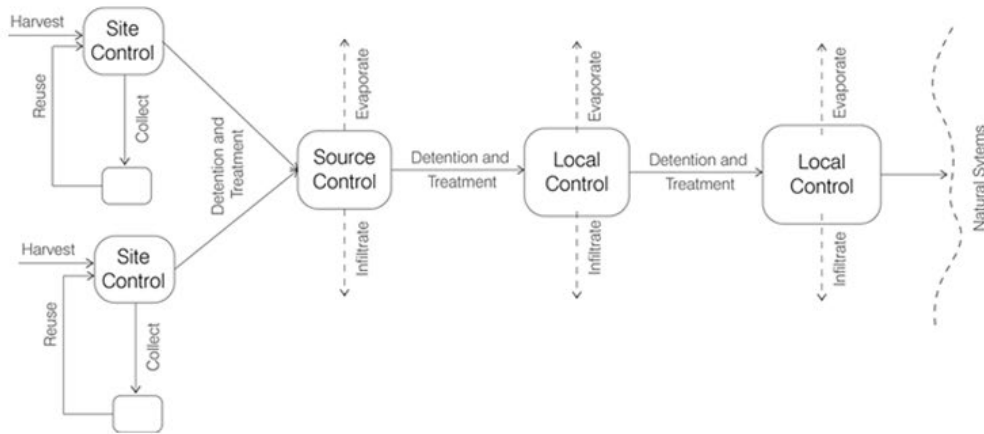 Harvest
Site
Control
Reuse
Collect
Detention and
Treatment
Harvest
Site
Control
Reuse
Collect
Evaporate
Source
Control
Infiltrate
Detention and
Treatment
Evaporate
Local
Control
Infiltrate
Detention and
Treatment
Evaporate
Local
Control
Infiltrate
Natural Sytems